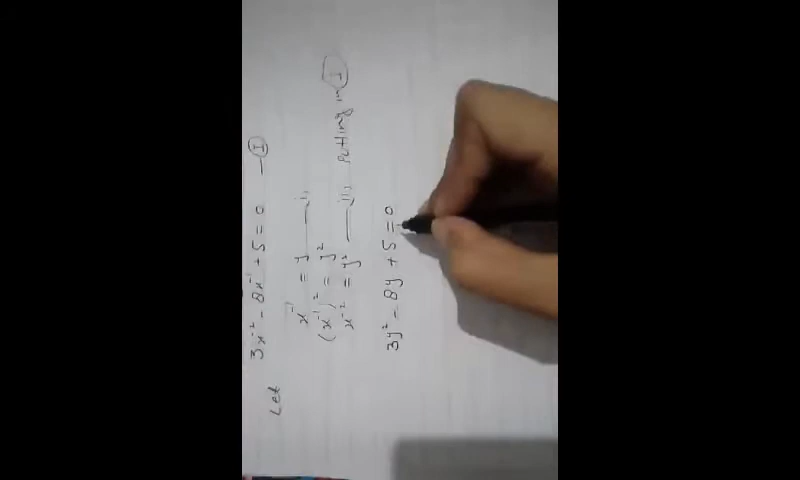 3x⁻² - 8x⁻¹ + 5 = 0 — (I)
Let
x⁻¹ = y — i,
(x⁻¹)² = y²
x⁻² = y² — ii, putting in (I)
3y² - 8y + 5 = 0